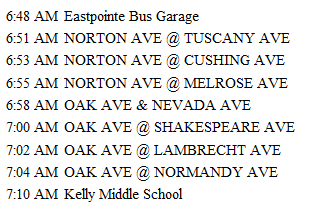 6:48 AM Eastpointe Bus Garage
6:51 AM NORTON AVE @ TUSCANY AVE
6:53 AM NORTON AVE @ CUSHING AVE
6:55 AM NORTON AVE @ MELROSE AVE
6:58 AM OAK AVE & NEVADA AVE
7:00 AM OAK AVE @ SHAKESPEARE AVE
7:02 AM OAK AVE @ LAMBRECHT AVE
7:04 AM OAK AVE @ NORMANDY AVE
7:10 AM Kelly Middle School